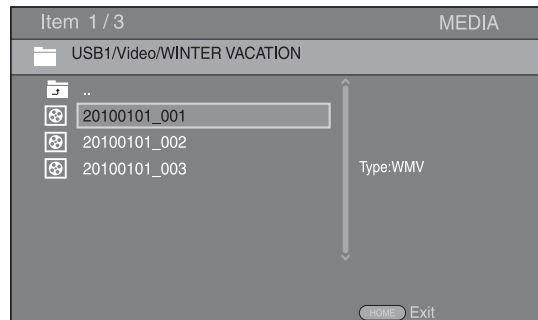 Item 1/3 MEDIA
USB1/Video/WINTER VACATION
..
20100101_001
20100101_002
20100101_003
Type:WMV
HOME Exit